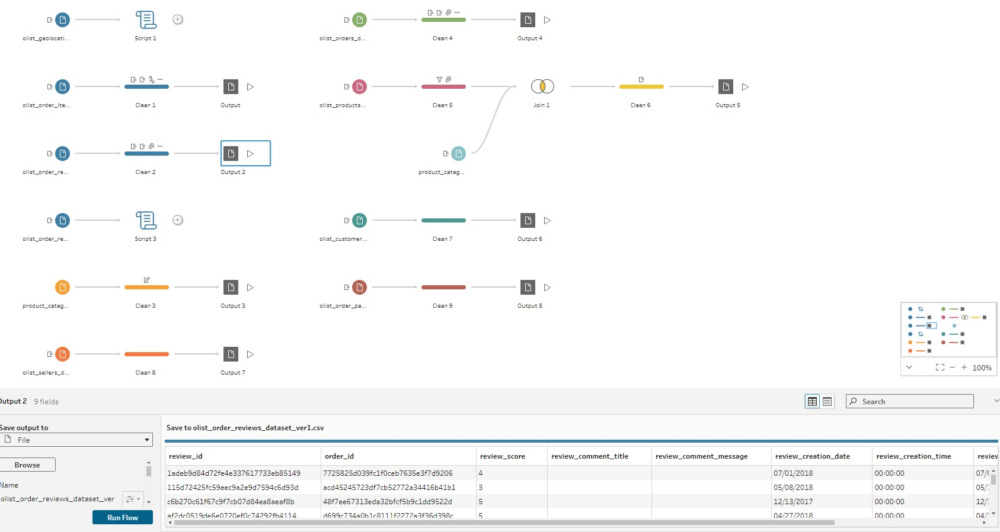 olist_geolocati...
Script 1
olist_orders_d...
Clean 4
Output 4
olist_order_ite...
Clean 1
Output
olist_products...
Clean 5
Join 1
Clean 6
Output 5
olist_order_re...
Clean 2
Output 2
product_categ...
olist_order_re...
Script 3
olist_customer...
Clean 7
Output 6
product_categ...
Clean 3
Output 3
olist_order_pa...
Clean 9
Output 8
olist_sellers_d...
Clean 8
Output 7
100%
Output 2 9 fields
Search
Save output to
File
Browse
Name
olist_order_reviews_dataset_ver
Run Flow
Save to olist_order_reviews_dataset_ver1.csv
review_id order_id review_score review_comment_title review_comment_message review_creation_date review_creation_time review
1adeb9d84d72fe4e337617733eb85149 7725825d039fc1f0ceb7635e3f7d9206 4 07/01/2018 00:00:00 07/
115d72425fc59eec9a2e9d7594c6d93d acd45245723df7cb52772a34416b41b1 3 05/08/2018 00:00:00 05/
c6b270c61f67c9f7cb07d84ea8aeaf8b 48f7ee67313eda32bfcf5b9c1dd9522d 5 12/13/2017 00:00:00 12/
af2dc0519de6e0720ef0c74292fb4114 d699c734a0b1c8111f2272a3f36d398c 5 04/27/2018 00:00:00 04/